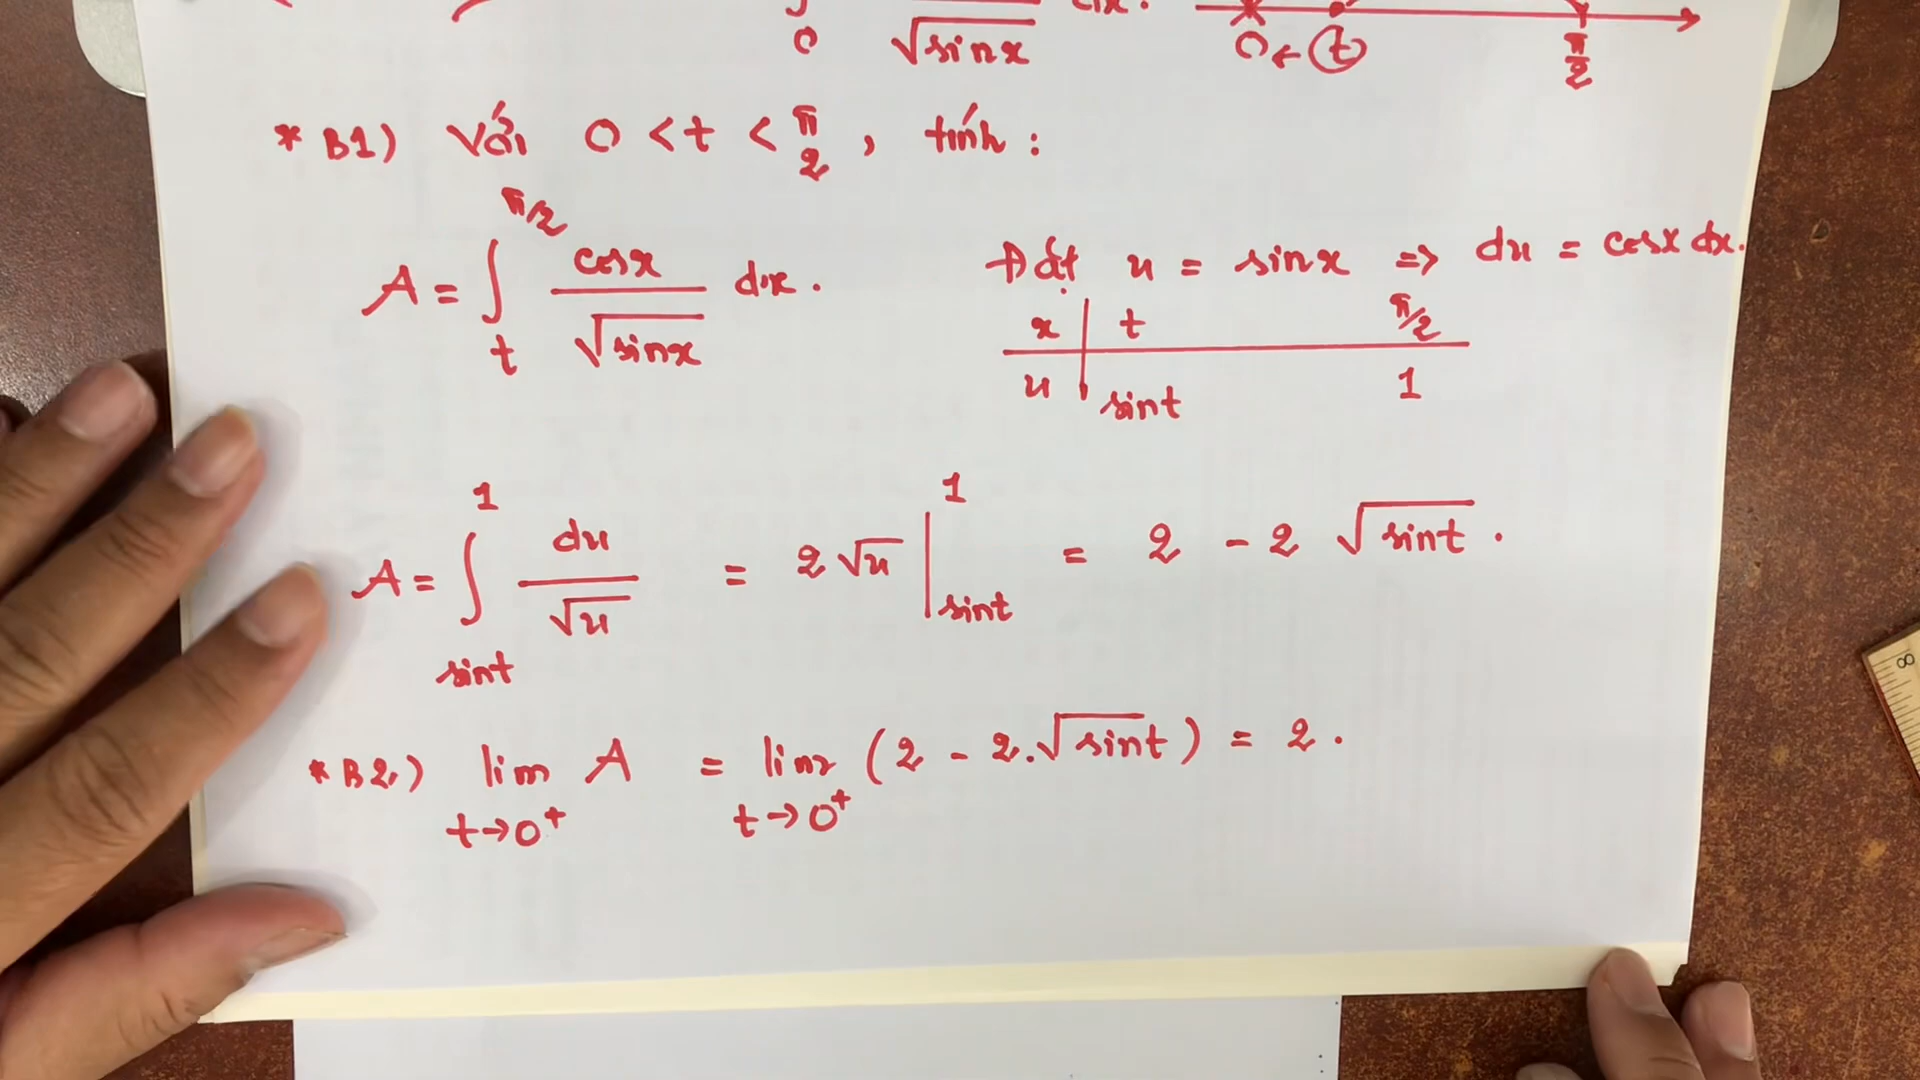 0 √sinx 0 ← t π/2
* B1) Với 0 < t < π/2 , tính :
A = ∫_t^{π/2} cosx/√sinx dx .
Đặt u = sinx => du = cosx dx.
x | t π/2
u | sint 1
A = ∫_{sint}^{1} du/√u = 2√u |_{sint}^{1} = 2 - 2 √sint .
* B2.) lim_{t→0⁺} A = lim_{t→0⁺} (2 - 2.√sint) = 2 .
8